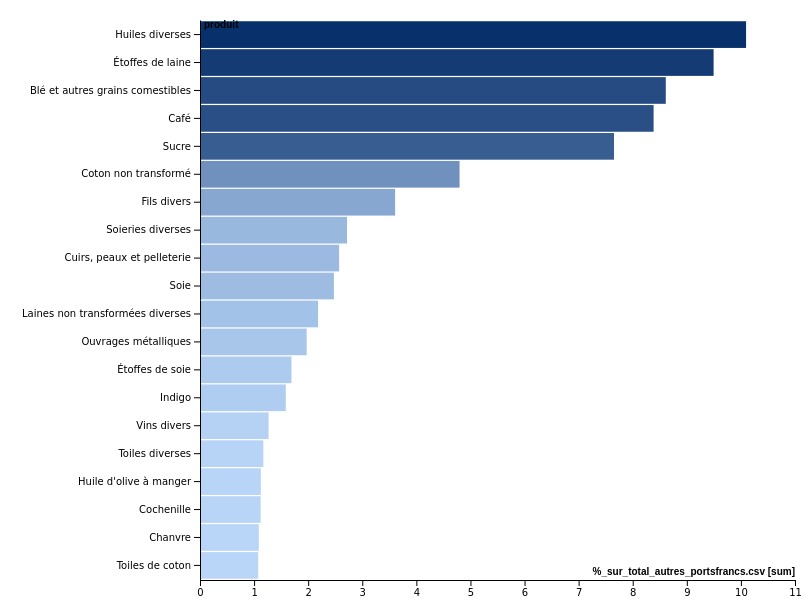 produit
Huiles diverses
Étoffes de laine
Blé et autres grains comestibles
Café
Sucre
Coton non transformé
Fils divers
Soieries diverses
Cuirs, peaux et pelleterie
Soie
Laines non transformées diverses
Ouvrages métalliques
Étoffes de soie
Indigo
Vins divers
Toiles diverses
Huile d'olive à manger
Cochenille
Chanvre
Toiles de coton
%_sur_total_autres_portsfrancs.csv [sum]
0 1 2 3 4 5 6 7 8 9 10 11